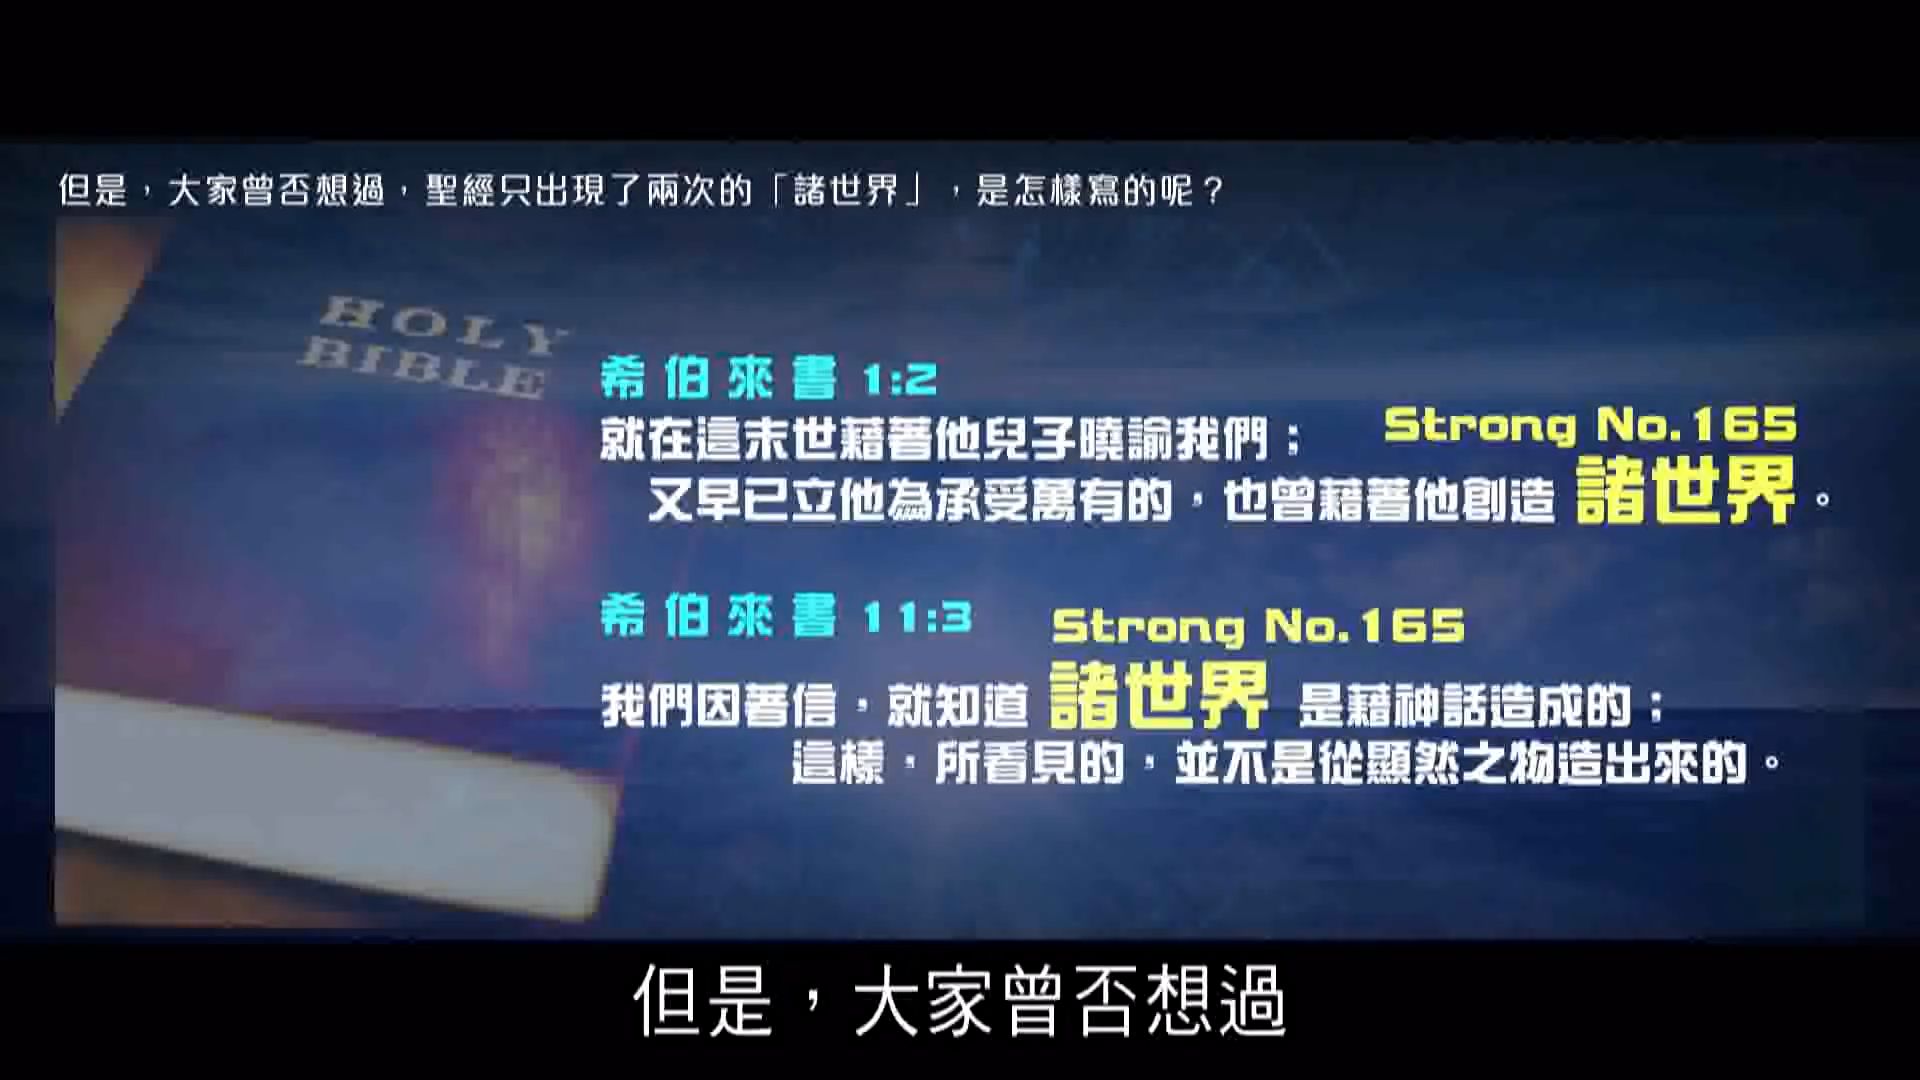 但是，大家曾否想過，聖經只出現了兩次的「諸世界」，是怎樣寫的呢？
HOLY
BIBLE
希伯來書 1:2
就在這末世藉著他兒子曉諭我們；
Strong No.165
又早已立他為承受萬有的，也曾藉著他創造 諸世界。
希伯來書 11:3
Strong No.165
我們因著信，就知道 諸世界 是藉神話造成的；
這樣，所看見的，並不是從顯然之物造出來的。
但是，大家曾否想過